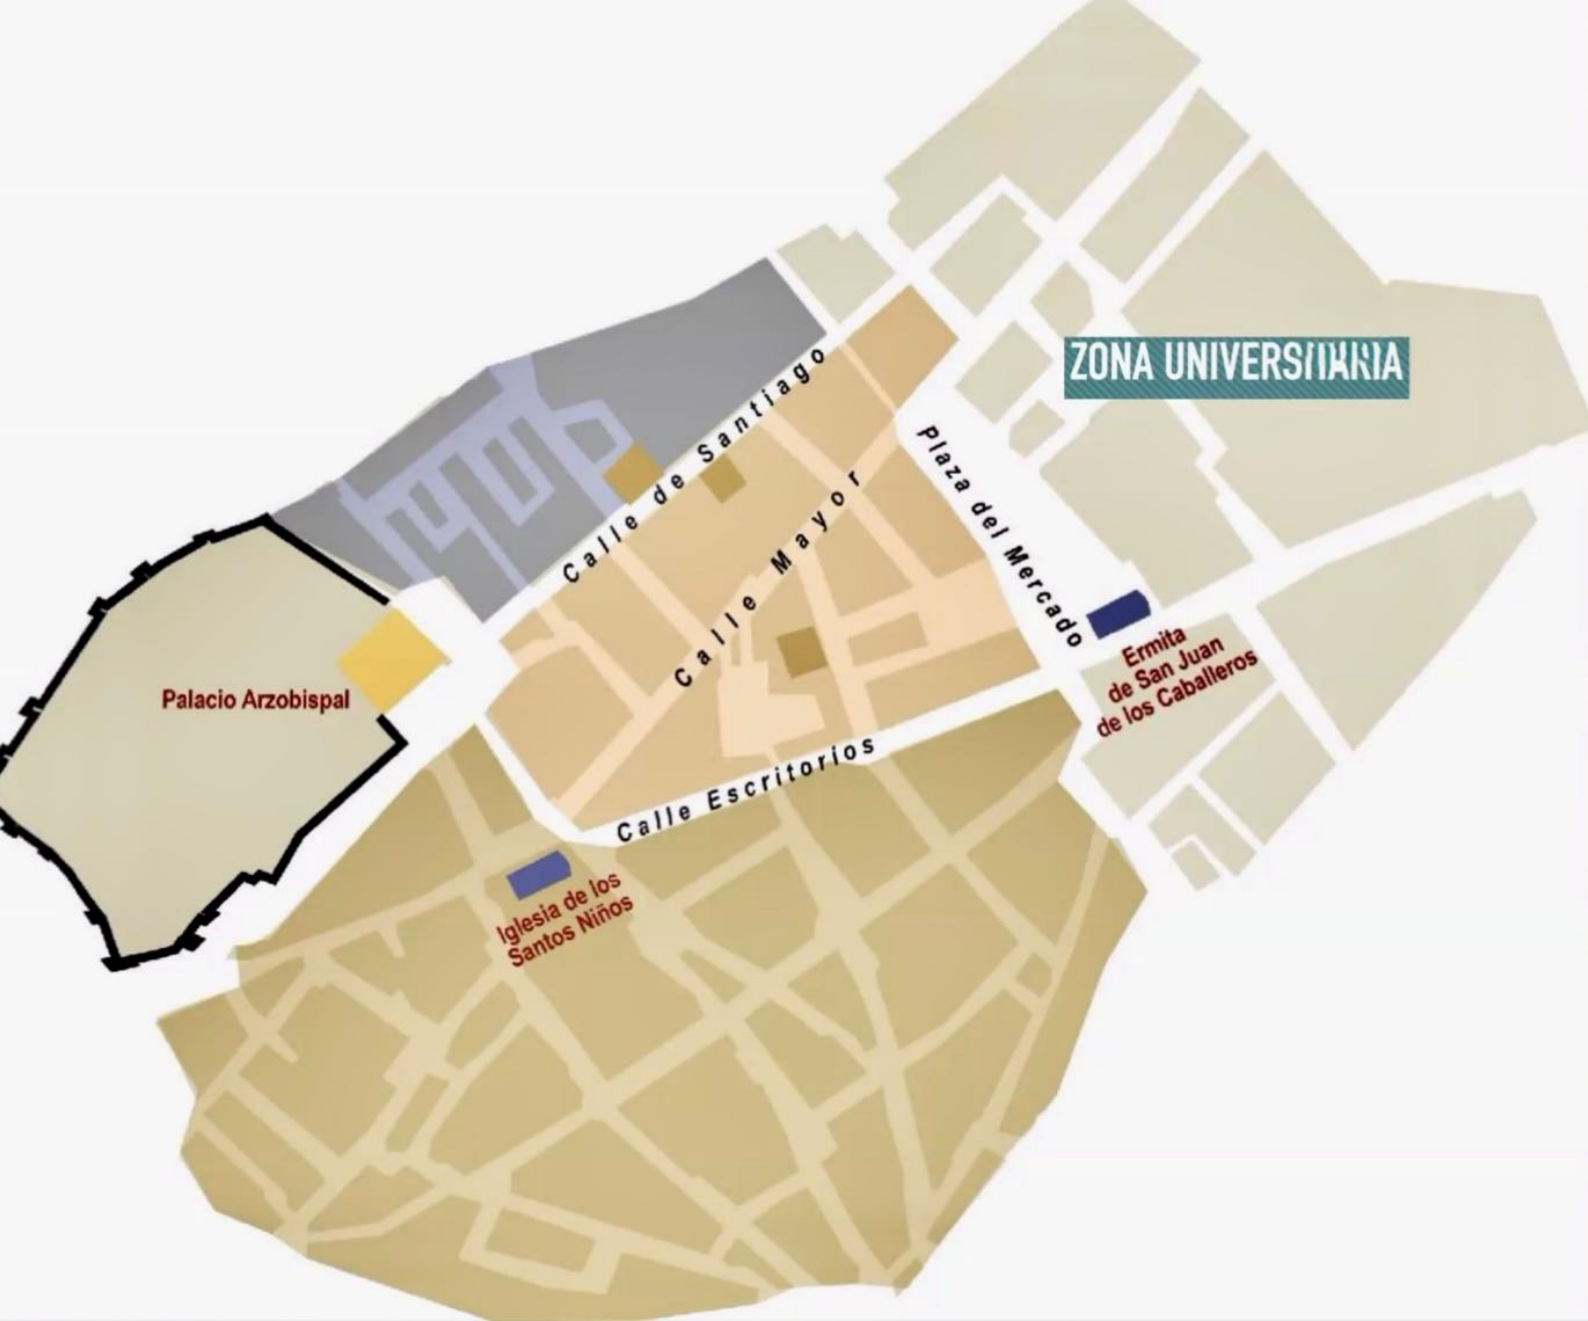 ZONA UNIVERSITARIA
Calle de Santiago
Plaza del Mercado
Calle Mayor
Ermita
de San Juan
de los Caballeros
Palacio Arzobispal
Calle Escritorios
Iglesia de los
Santos Niños